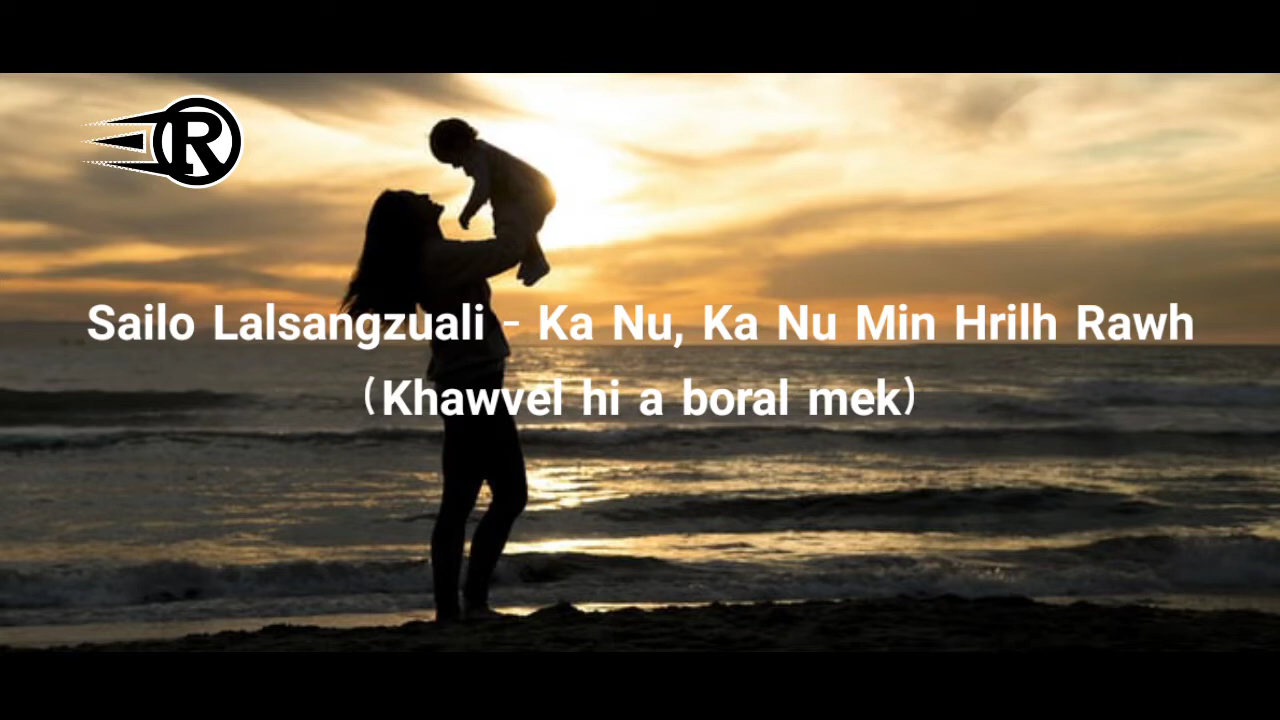 R
Sailo Lalsangzuali - Ka Nu, Ka Nu Min Hrilh Rawh
(Khawvel hi a boral mek)